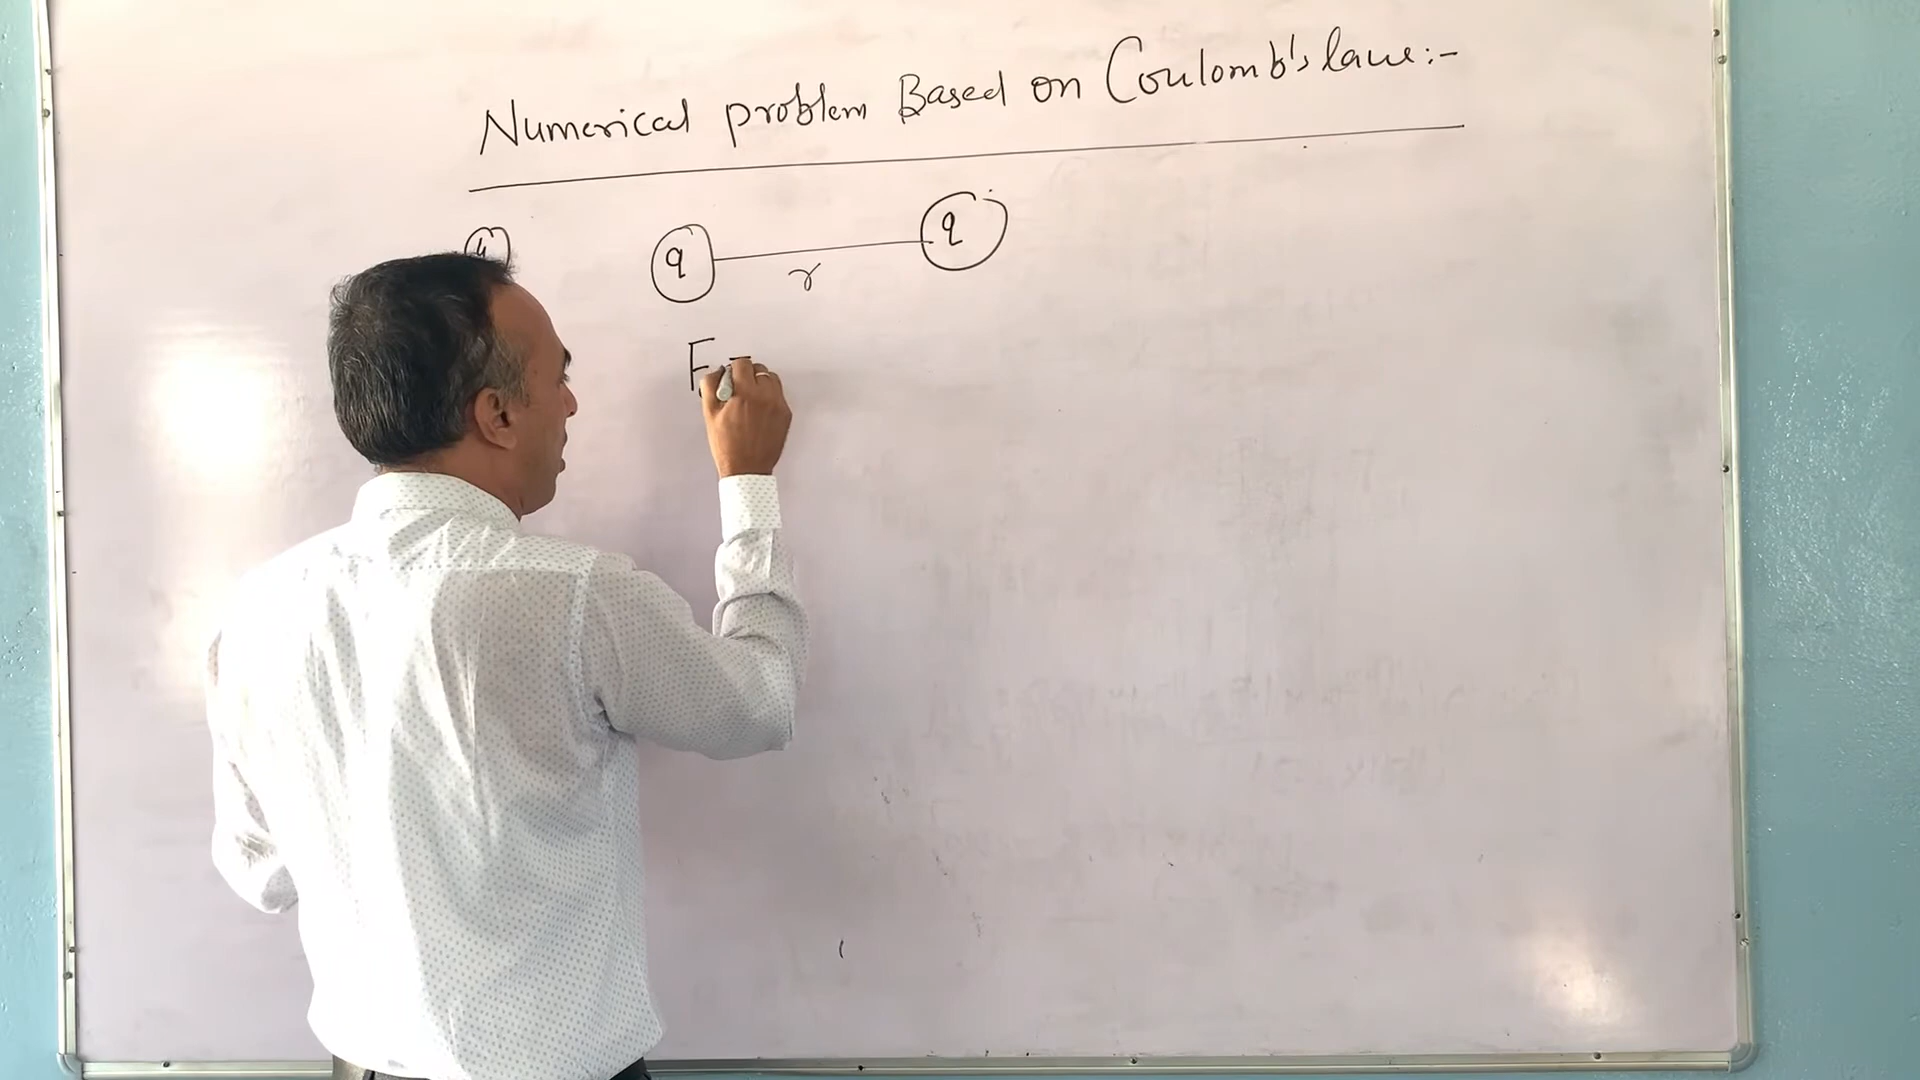 Numerical problem Based on Coulomb's law:-
q q
r
F =